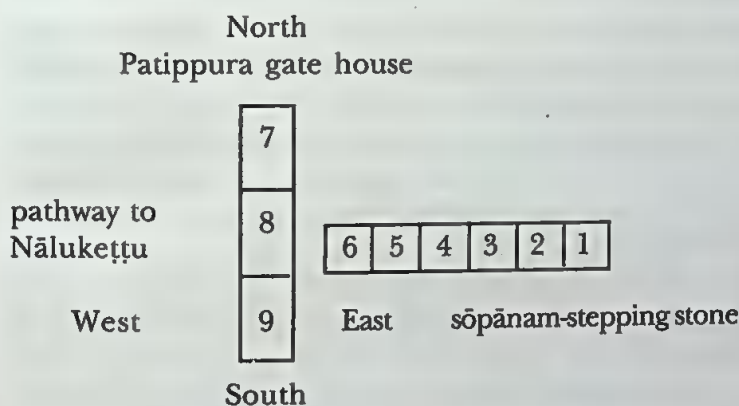 North
Patippura gate house
7
pathway to
Nālukeṭṭu
8
6 5 4 3 2 1
West
9
East
sōpānam-stepping stone
South